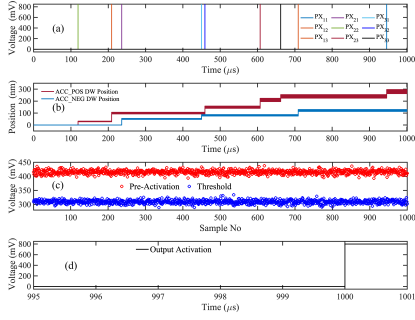 Voltage (mV)
800
600
400
200
0
(a)
PX11 PX21 PX31
PX12 PX22 PX32
PX13 PX23 PX33
0 100 200 300 400 500 600 700 800 900 1000
Time (μs)
Position (nm)
300
200
100
0
ACC_POS DW Position
ACC_NEG DW Position
(b)
0 100 200 300 400 500 600 700 800 900 1000
Time (μs)
Voltage (mV)
450
400
350
300
(c)
Pre-Activation Threshold
0 100 200 300 400 500 600 700 800 900 1000
Sample No
Voltage (mV)
800
600
400
200
0
Output Activation
(d)
995 996 997 998 999 1000 1001
Time (μs)